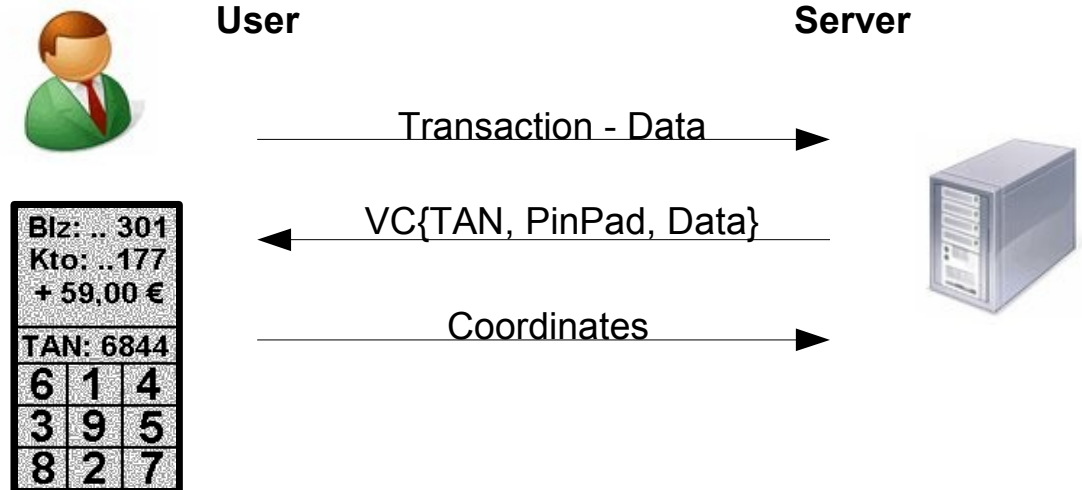 User
Server
Transaction - Data
VC{TAN, PinPad, Data}
Coordinates
Blz: .. 301
Kto: ..177
+ 59,00 €
TAN: 6844
6 1 4
3 9 5
8 2 7